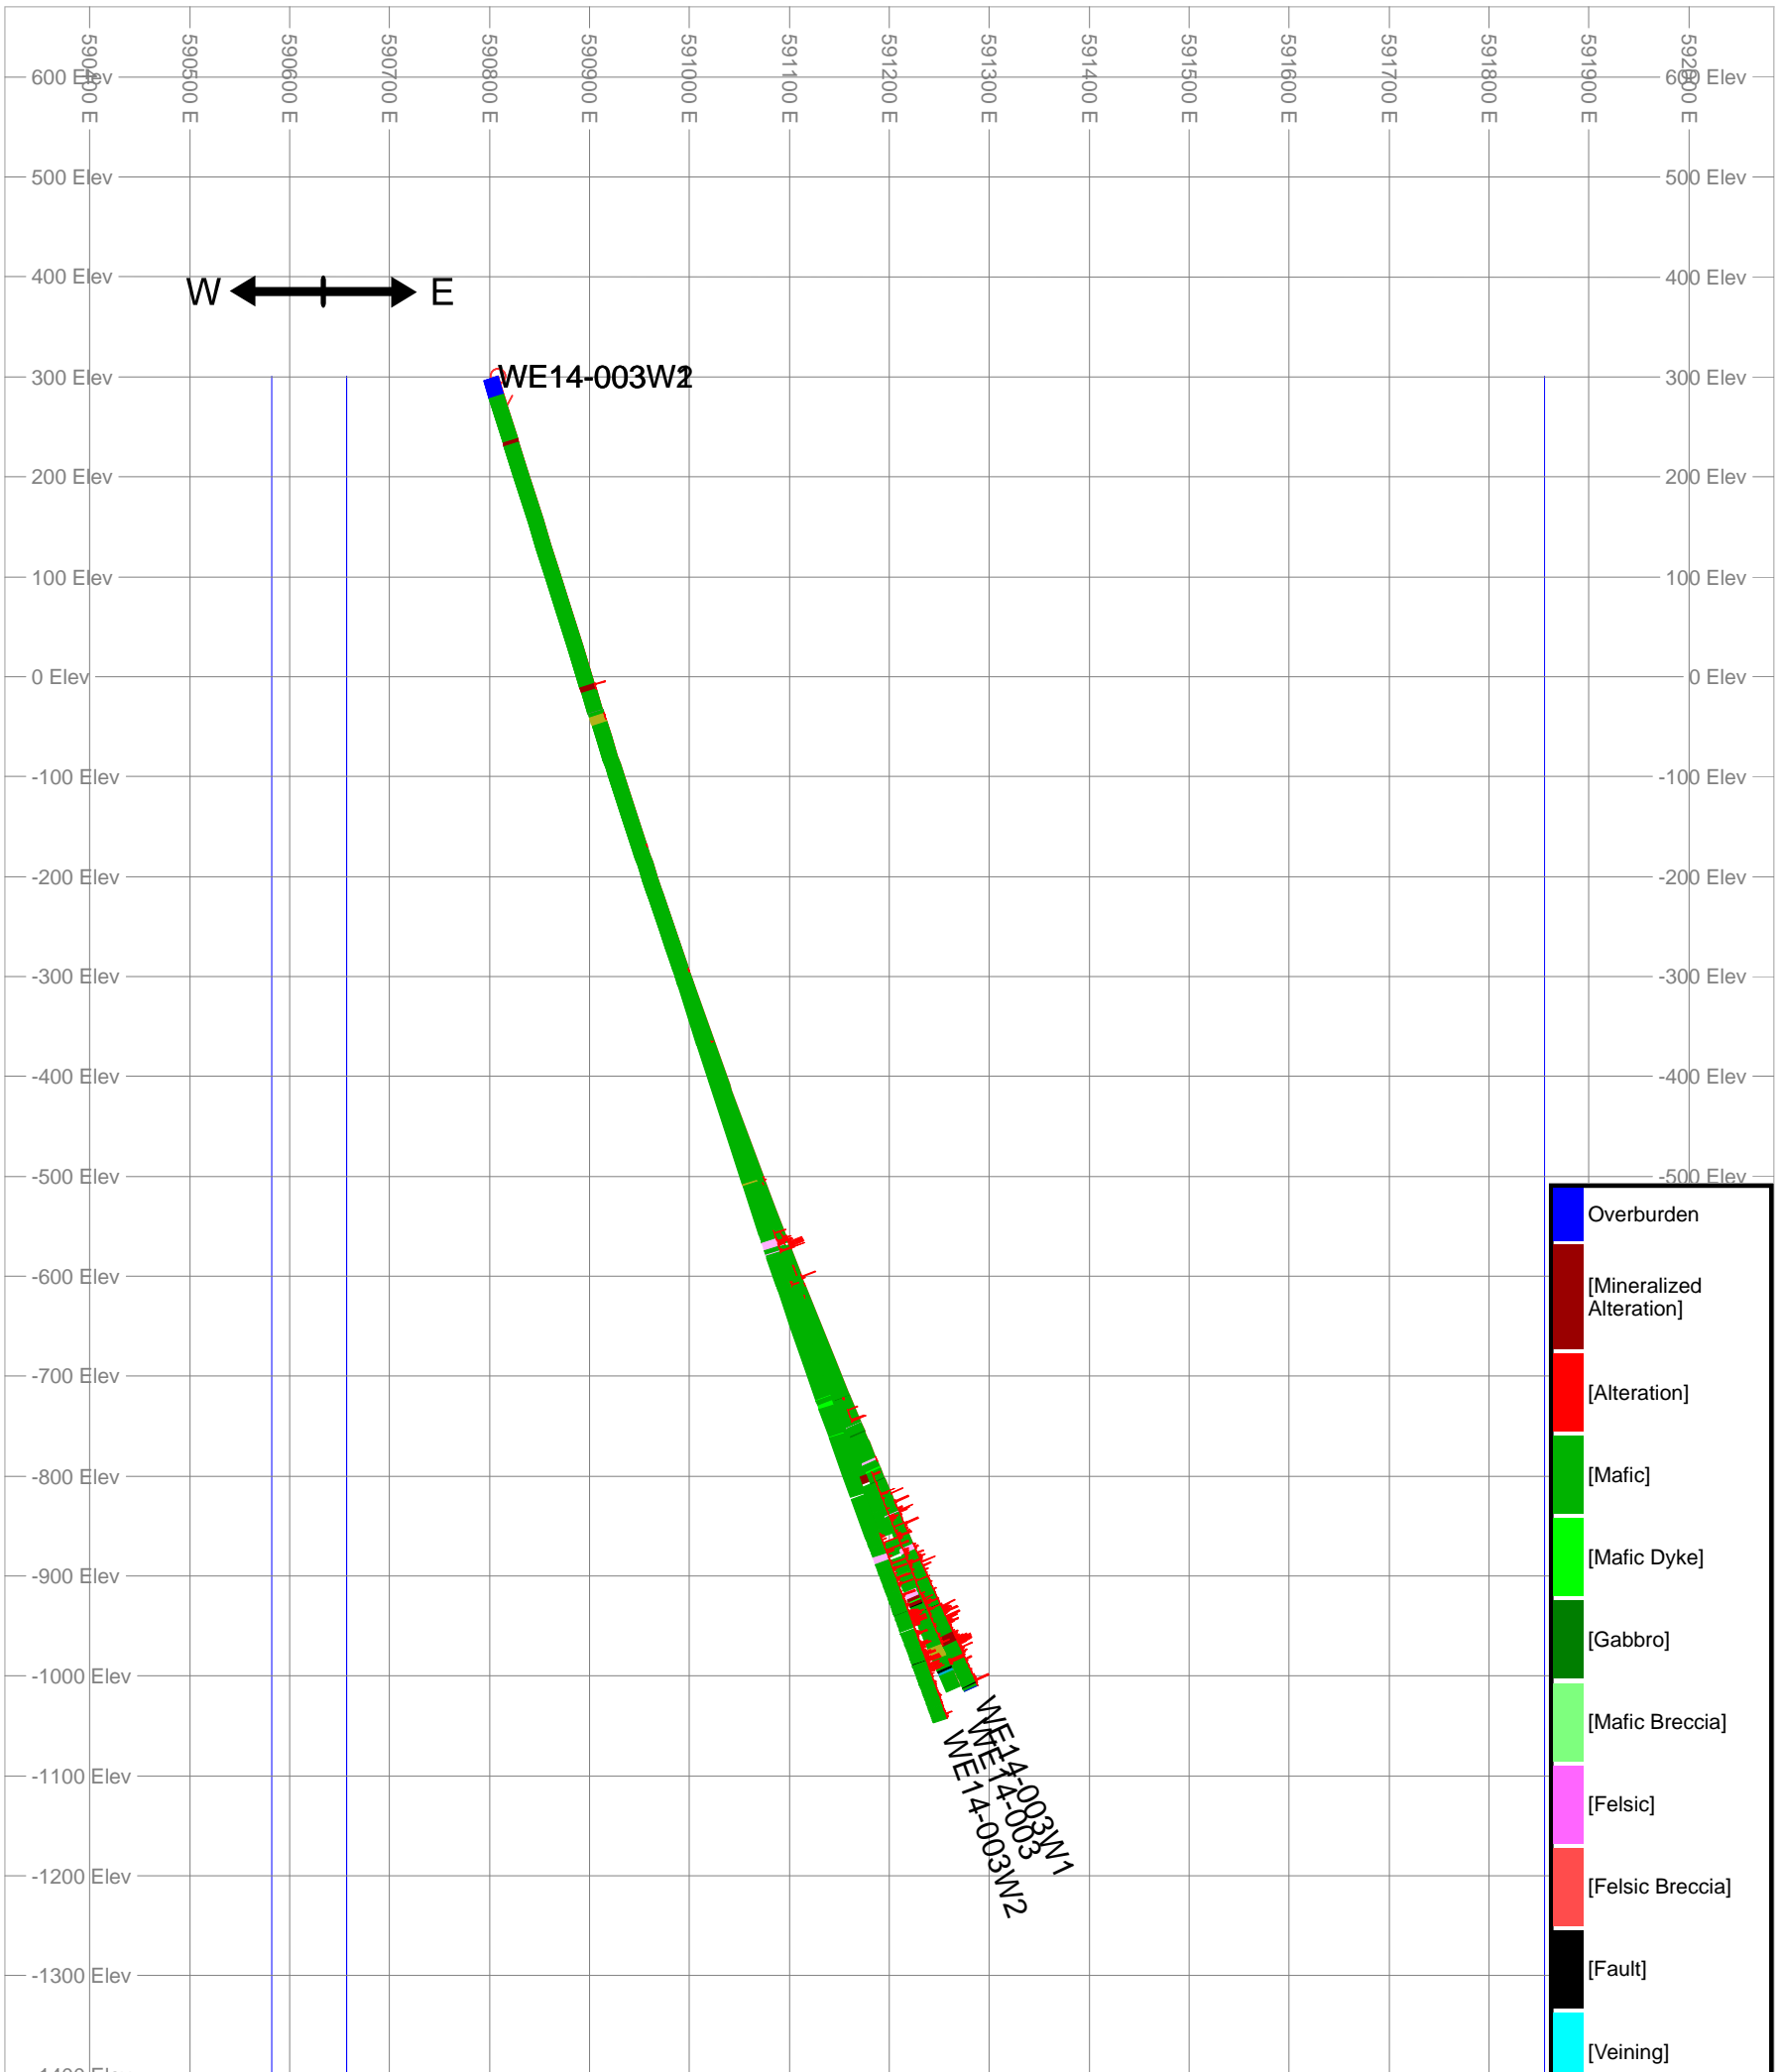 590400 E
590500 E
590600 E
590700 E
590800 E
590900 E
591000 E
591100 E
591200 E
591300 E
591400 E
591500 E
591600 E
591700 E
591800 E
591900 E
592000 E
600 Elev
600 Elev
500 Elev
500 Elev
400 Elev
400 Elev
W
E
300 Elev
300 Elev
200 Elev
200 Elev
100 Elev
100 Elev
0 Elev
0 Elev
-100 Elev
-100 Elev
-200 Elev
-200 Elev
-300 Elev
-300 Elev
-400 Elev
-400 Elev
-500 Elev
-500 Elev
-600 Elev
-700 Elev
-800 Elev
-900 Elev
-1000 Elev
-1100 Elev
-1200 Elev
-1300 Elev
WE14-003W1
WE14-003
WE14-003W2
Overburden
[Mineralized
Alteration]
[Alteration]
[Mafic]
[Mafic Dyke]
[Gabbro]
[Mafic Breccia]
[Felsic]
[Felsic Breccia]
[Fault]
[Veining]